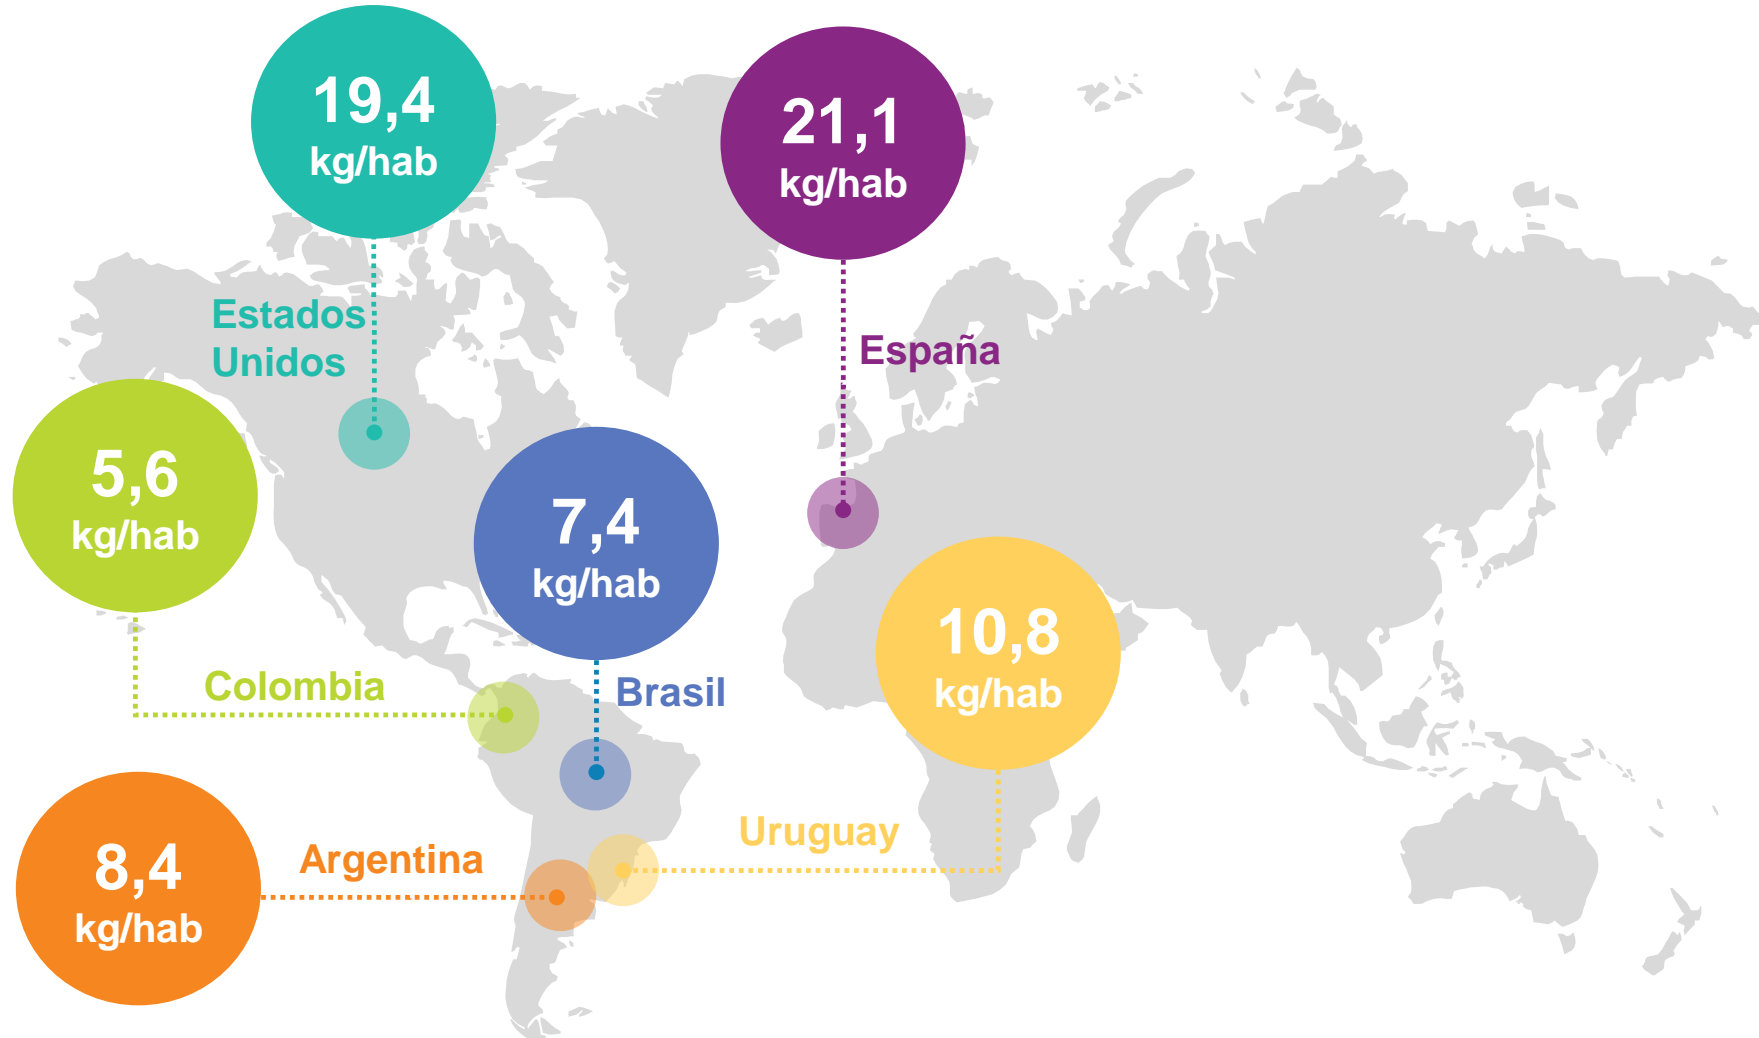 19,4
kg/hab
21,1
kg/hab
Estados
Unidos
España
5,6
kg/hab
7,4
kg/hab
10,8
kg/hab
Colombia
Brasil
8,4
kg/hab
Argentina
Uruguay